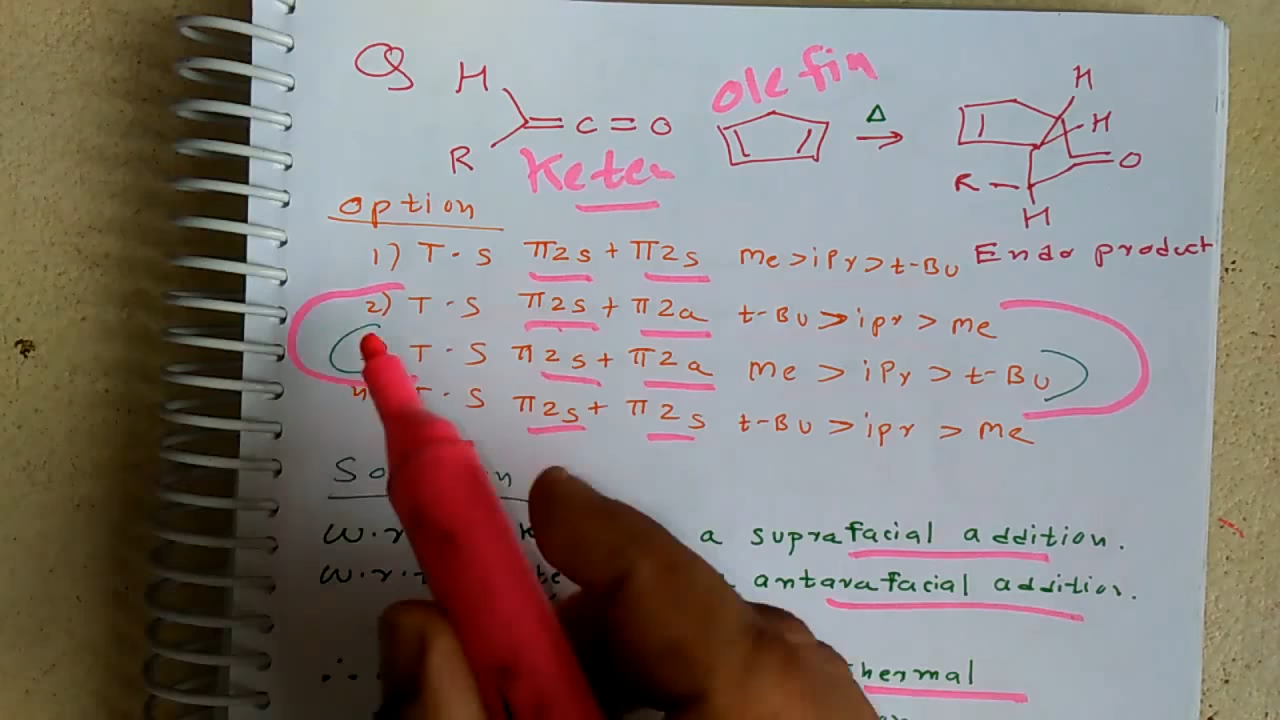 Q H olefin H
R = c = o Δ H
Keten R O
H
option
1) T.S π2s + π2s me > iPr > t-Bu Endo product
2) T.S π2s + π2a t-Bu > ipr > me
T.S π2s + π2a me > iPr > t-Bu
T.S π2s + π2s t-Bu > ipr > me
a suprafacial addition.
antarafacial addition.
∴ thermal